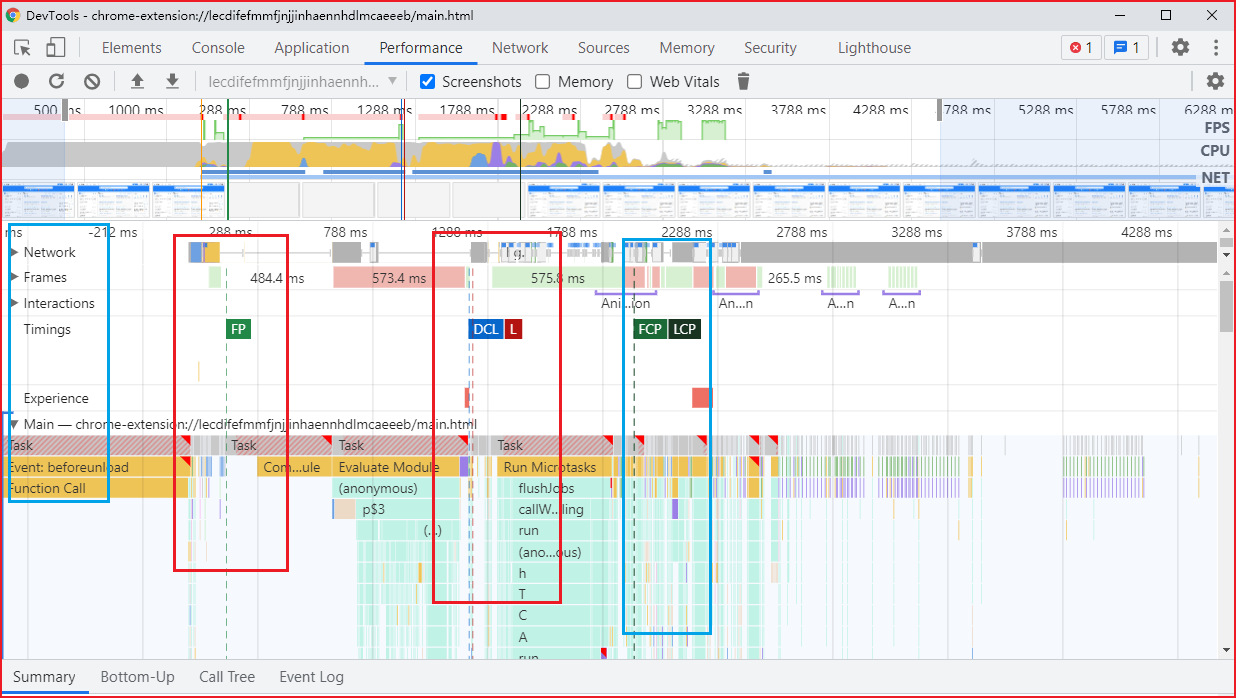 DevTools - chrome-extension://lecdifefmmfjnjjinhaennhdlmcaeeeb/main.html
Elements Console Application Performance Network Sources Memory Security Lighthouse 1 1
lecdifefmmfjnjjinhaennh... Screenshots Memory Web Vitals
500 ms 1000 ms 288 ms 788 ms 1288 ms 1788 ms 2288 ms 2788 ms 3288 ms 3788 ms 4288 ms 788 ms 5288 ms 5788 ms 6288 m
FPS
CPU
NET
ms -212 ms 288 ms 788 ms 1288 ms 1788 ms 2288 ms 2788 ms 3288 ms 3788 ms 4288 ms
Network
Frames 484.4 ms 573.4 ms 575.8 ms 265.5 ms
Interactions Ani...ion An...n A...n A...n
Timings FP DCL L FCP LCP
Experience
Main — chrome-extension://lecdifefmmfjnjjinhaennhdlmcaeeeb/main.html
Task Task Task Task
Event: beforeunload Com...ule Evaluate Module Run Microtasks
Function Call (anonymous) flushJobs
p$3 callW...ling
(...) run
(ano...ous)
h
T
C
A
run
Summary Bottom-Up Call Tree Event Log